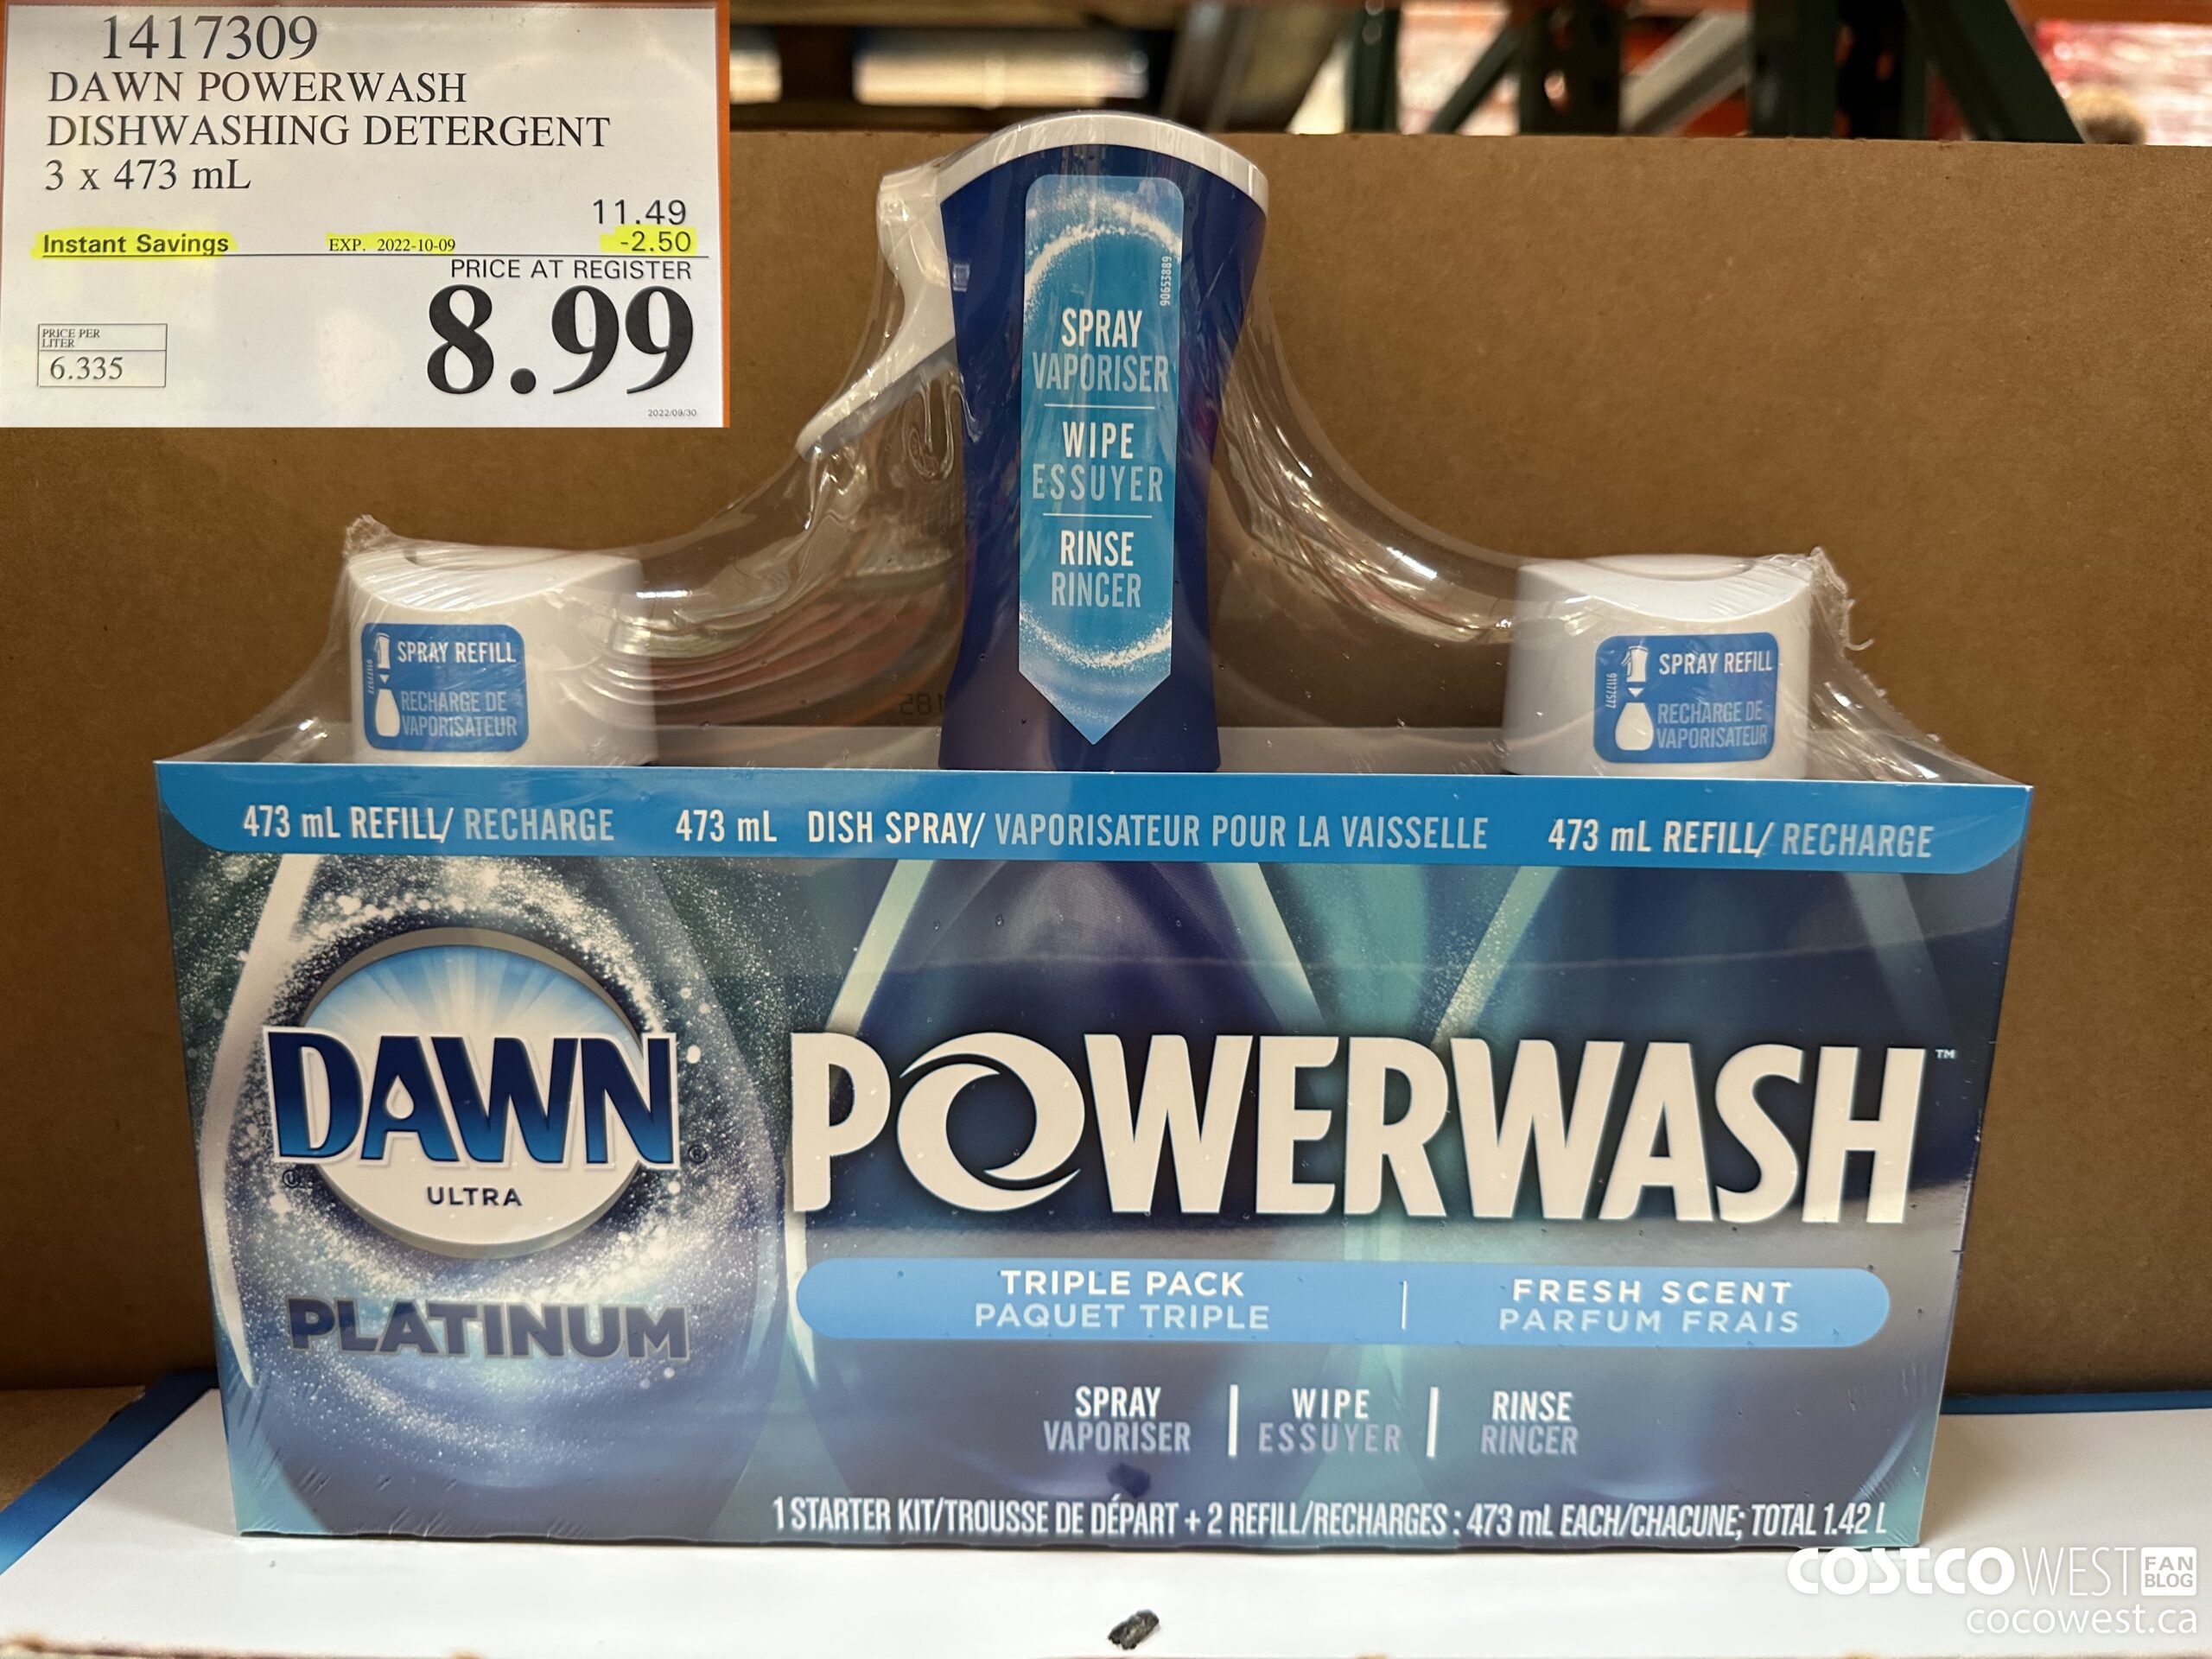 1417309
DAWN POWERWASH
DISHWASHING DETERGENT
3 x 473 mL
11.49
Instant Savings EXP. 2022-10-09 -2.50
PRICE AT REGISTER
8.99
PRICE PER
LITER
6.335
2022/09/30
90653889
SPRAY
VAPORISER
WIPE
ESSUYER
RINSE
RINCER
SPRAY REFILL
RECHARGE DE
VAPORISATEUR
91177577
SPRAY REFILL
RECHARGE DE
VAPORISATEUR
91177577
473 mL REFILL/ RECHARGE 473 mL DISH SPRAY/ VAPORISATEUR POUR LA VAISSELLE 473 mL REFILL/ RECHARGE
DAWN®
ULTRA
PLATINUM
POWERWASH™
TRIPLE PACK
PAQUET TRIPLE
FRESH SCENT
PARFUM FRAIS
SPRAY | WIPE | RINSE
VAPORISER ESSUYER RINCER
1 STARTER KIT/TROUSSE DE DÉPART + 2 REFILL/RECHARGES : 473 mL EACH/CHACUNE; TOTAL 1.42 L
COSTCO WEST FAN BLOG
cocowest.ca